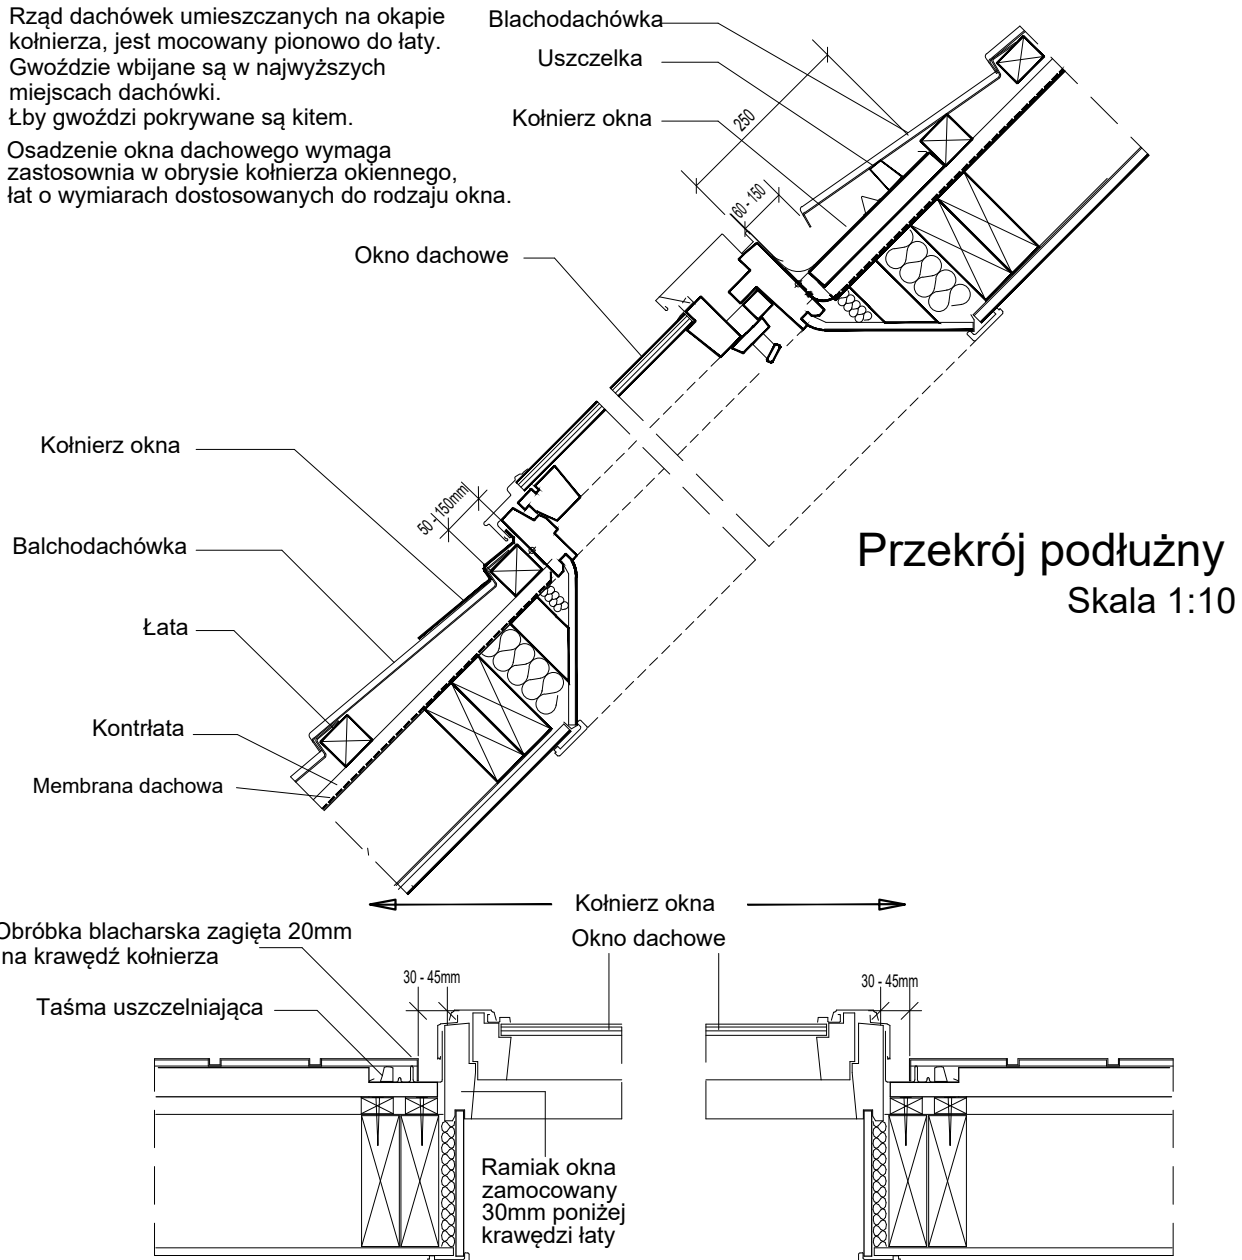 Rząd dachówek umieszczanych na okapie
kołnierza, jest mocowany pionowo do łaty.
Gwoździe wbijane są w najwyższych
miejscach dachówki.
Łby gwoździ pokrywane są kitem.
Osadzenie okna dachowego wymaga
zastosownia w obrysie kołnierza okiennego,
łat o wymiarach dostosowanych do rodzaju okna.
Blachodachówka
Uszczelka
Kołnierz okna
250
60 - 150
Okno dachowe
Kołnierz okna
50 - 150mm
Balchodachówka
Łata
Kontrłata
Membrana dachowa
Przekrój podłużny
Skala 1:10
Kołnierz okna
Okno dachowe
Obróbka blacharska zagięta 20mm
na krawędź kołnierza
Taśma uszczelniająca
30 - 45mm
30 - 45mm
Ramiak okna
zamocowany
30mm poniżej
krawędzi łaty